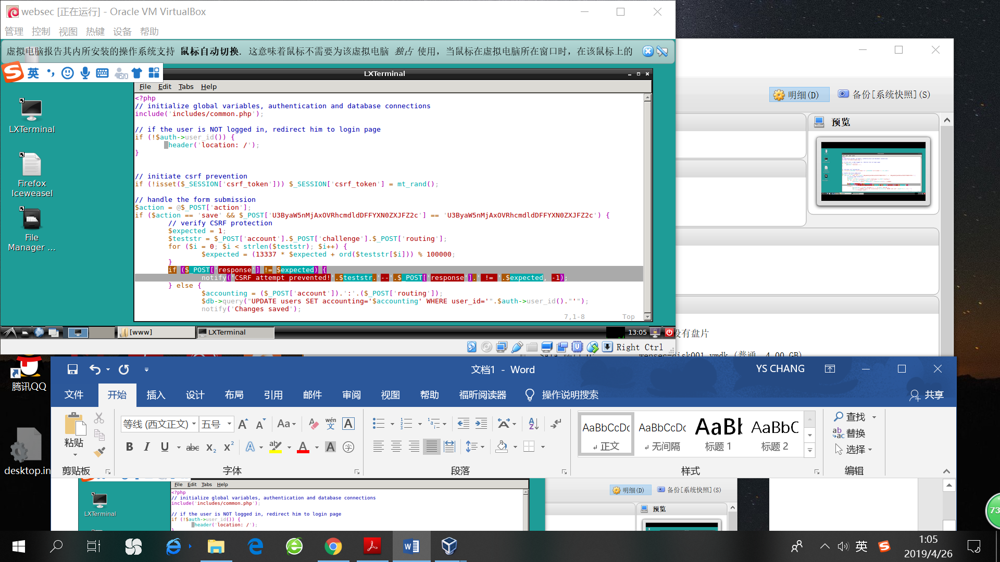 websec [正在运行] - Oracle VM VirtualBox
管理 控制 视图 热键 设备 帮助
虚拟电脑报告其内所安装的操作系统支持 鼠标自动切换. 这意味着鼠标不需要为该虚拟电脑 独占 使用，当鼠标在虚拟电脑所在窗口时，在该鼠标上的
英
LXTerminal
File Edit Tabs Help
<?php
// initialize global variables, authentication and database connections
include('includes/common.php');
// if the user is NOT logged in, redirect him to login page
if (!$auth->user_id()) {
header('location: /');
}
// initiate csrf prevention
if (!isset($_SESSION['csrf_token'])) $_SESSION['csrf_token'] = mt_rand();
// handle the form submission
$action = @$_POST['action'];
if ($action == 'save' && $_POST['U3ByaW5nMjAxOVRhcmdldDFFYXN0ZXJFZ2c'] == 'U3ByaW5nMjAxOVRhcmdldDFFYXN0ZXJFZ2c') {
// verify CSRF protection
$expected = 1;
$teststr = $_POST['account'].$_POST['challenge'].$_POST['routing'];
for ($i = 0; $i < strlen($teststr); $i++) {
$expected = (13337 * $expected + ord($teststr[$i])) % 100000;
}
if ($_POST['response'] != $expected) {
notify('CSRF attempt prevented!'.$teststr.'--'.$_POST['response'].' != '.$expected, -1);
} else {
$accounting = ($_POST['account']).':'.($_POST['routing']);
$db->query("UPDATE users SET accounting='$accounting' WHERE user_id='".$auth->user_id()."'");
notify('Changes saved');
7,1-8 Top
LXTerminal
Firefox
Iceweasel
File
Manager ...
[www]
LXTerminal
13:05
Right Ctrl
明细(D)
备份[系统快照](S)
预览
没有盘片
websec-disk001.vmdk (普通, 4.00 GB)
腾讯QQ
desktop.in
文档1 - Word
YS CHANG
文件 开始 插入 设计 布局 引用 邮件 审阅 视图 帮助 福昕阅读器 操作说明搜索 共享
粘贴
剪贴板
等线 (西文正文) 五号
字体
段落
AaBbCcDc 正文
AaBbCcDc 无间隔
AaBb 标题 1
AaBbC 标题 2
样式
查找
替换
选择
编辑
File Edit Tabs Help
<?php
// initialize global variables, authentication and database connections
include('includes/common.php');
// if the user is NOT logged in, redirect him to login page
if (!$auth->user_id()) {
header('location: /');
LXTerminal
明细(D)
备份[系统快照](S)
预览
73
英
1:05
2019/4/26